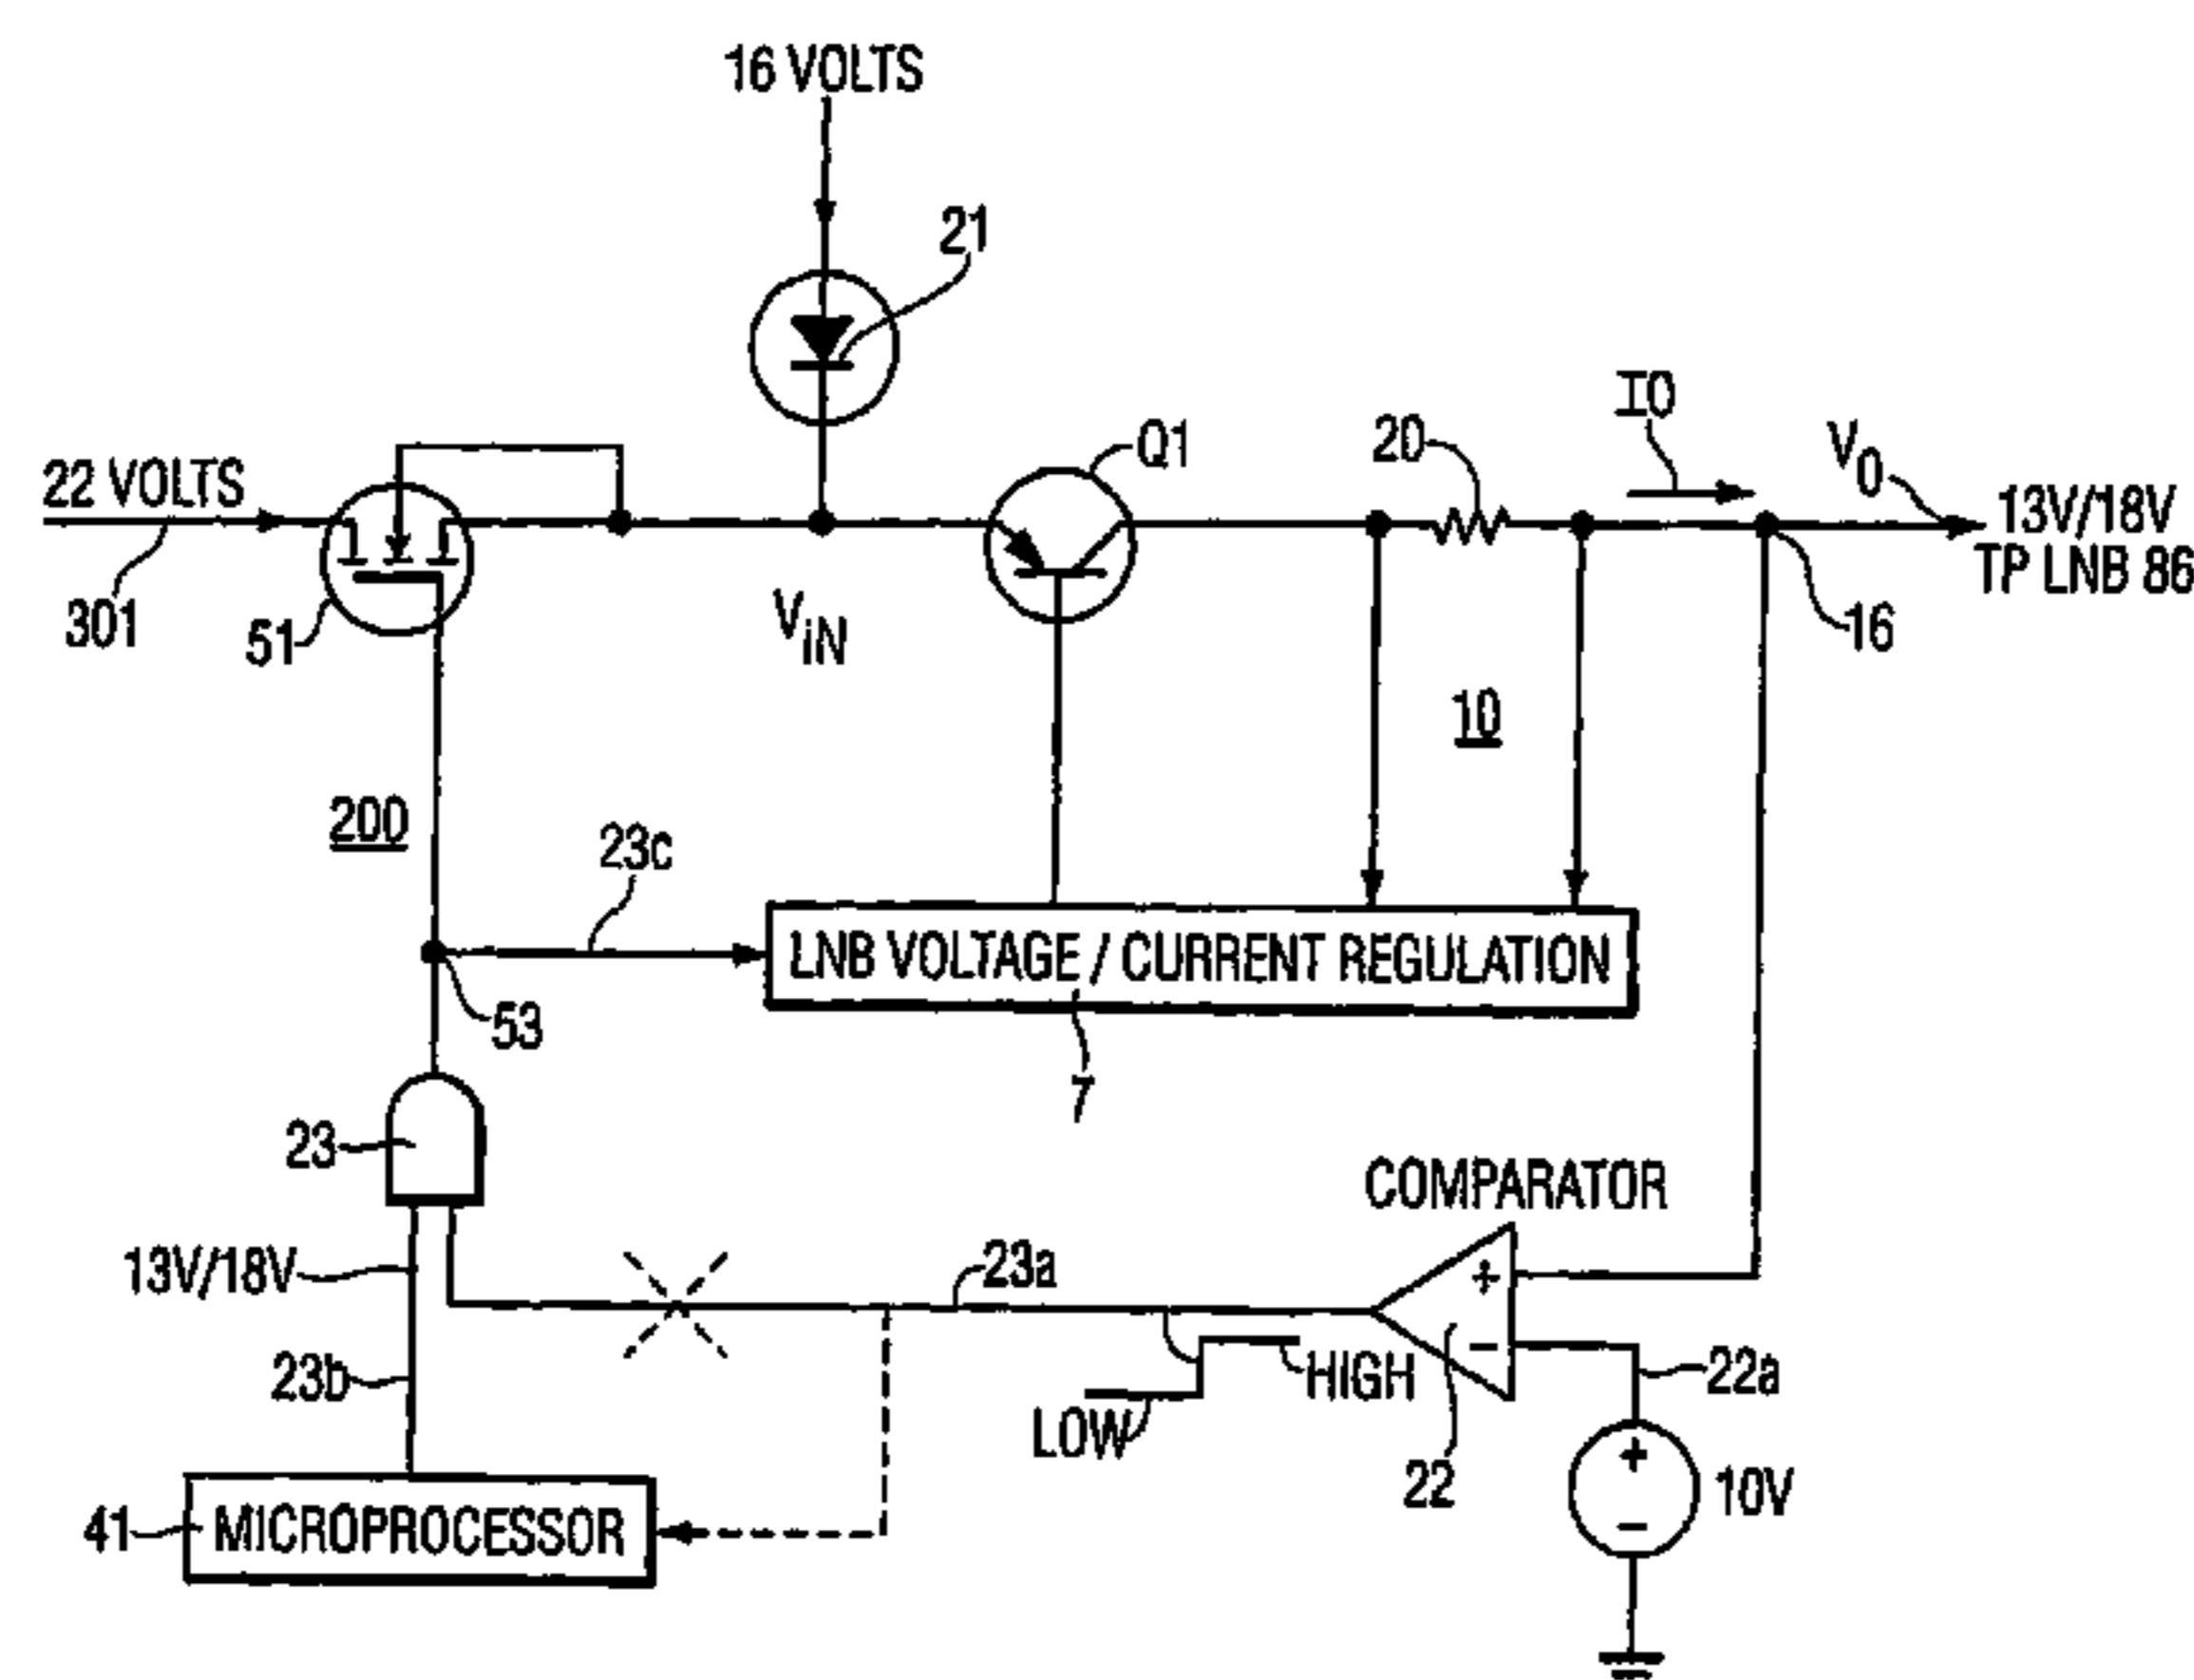 16 VOLTS
21
22 VOLTS
301
51
Q1
20
IO
V0
13V/18V
TP LNB 86
16
ViN
10
200
23c
53
LNB VOLTAGE / CURRENT REGULATION
7
23
COMPARATOR
13V/18V
23a
+
−
HIGH
LOW
22
22a
23b
+
−
10V
41
MICROPROCESSOR